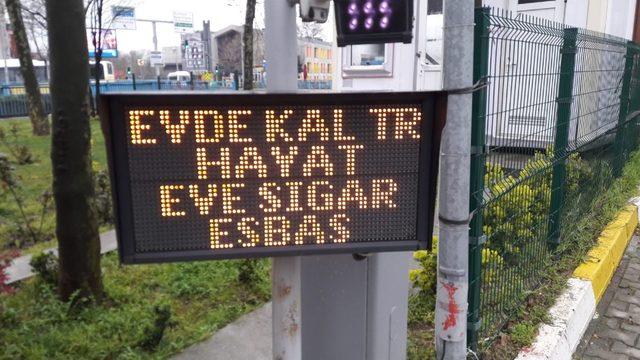 EVDE KAL TR
HAYAT
EVE SIGAR
ESBAS